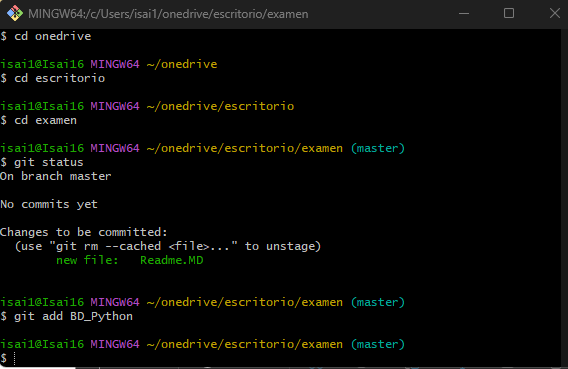 MINGW64:/c/Users/isai1/onedrive/escritorio/examen
$ cd onedrive
isai1@Isai16 MINGW64 ~/onedrive
$ cd escritorio
isai1@Isai16 MINGW64 ~/onedrive/escritorio
$ cd examen
isai1@Isai16 MINGW64 ~/onedrive/escritorio/examen (master)
$ git status
On branch master
No commits yet
Changes to be committed:
(use "git rm --cached <file>..." to unstage)
new file: Readme.MD
isai1@Isai16 MINGW64 ~/onedrive/escritorio/examen (master)
$ git add BD_Python
isai1@Isai16 MINGW64 ~/onedrive/escritorio/examen (master)
$